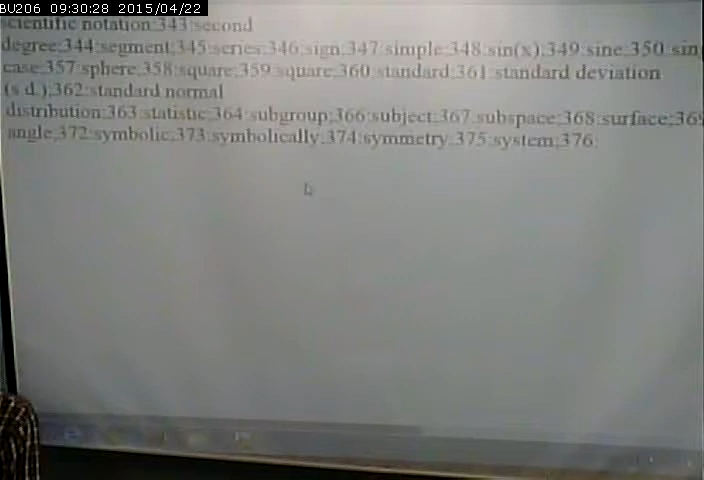 BU206 09:30:28 2015/04/22
scientific notation;343:second
degree;344:segment;345:series;346:sign;347:simple;348:sin(x);349:sine;350:sin
case;357:sphere;358:square;359:square;360:standard;361:standard deviation
(s.d.);362:standard normal
distribution;363:statistic;364:subgroup;366:subject;367:subspace;368:surface;369
angle;372:symbolic;373:symbolically;374:symmetry;375:system;376: